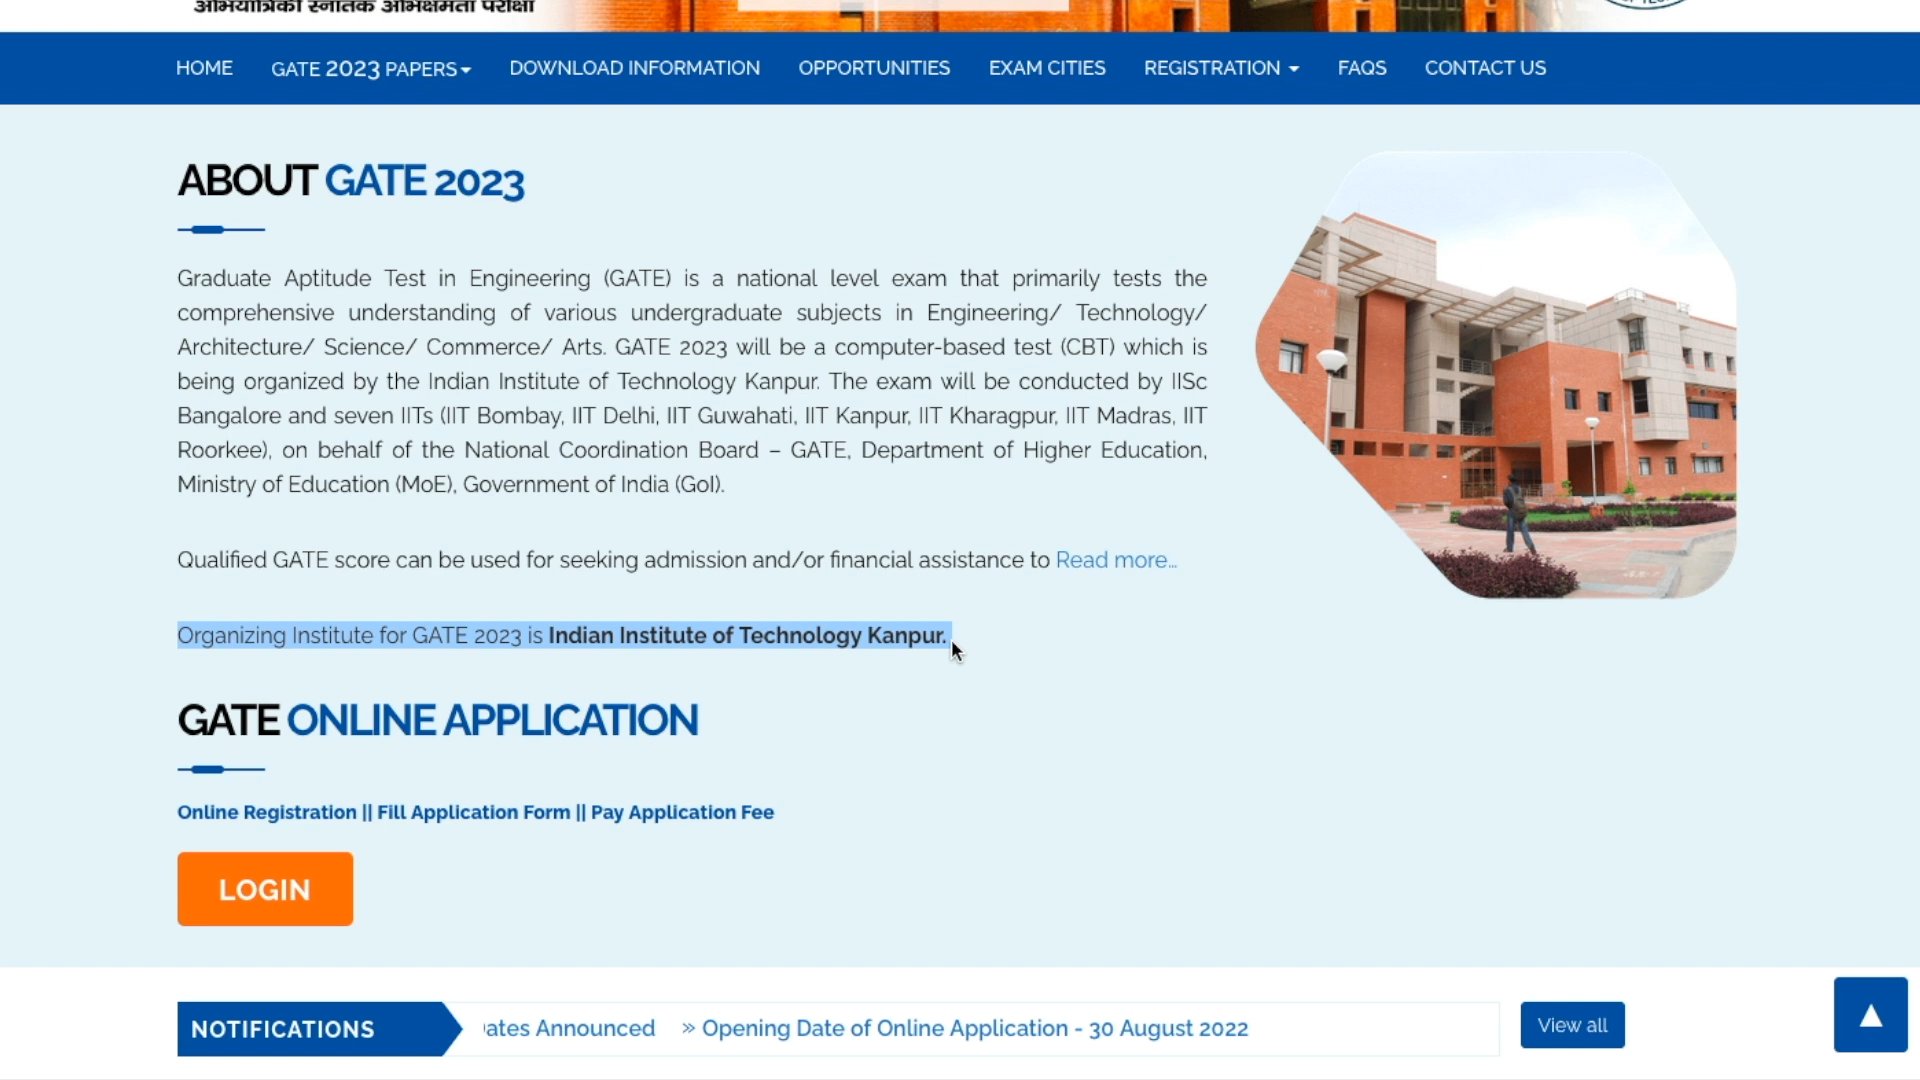 अभियांत्रिकी स्नातक अभिक्षमता परीक्षा
HOME GATE 2023 PAPERS DOWNLOAD INFORMATION OPPORTUNITIES EXAM CITIES REGISTRATION FAQS CONTACT US
ABOUT GATE 2023
Graduate Aptitude Test in Engineering (GATE) is a national level exam that primarily tests the
comprehensive understanding of various undergraduate subjects in Engineering/ Technology/
Architecture/ Science/ Commerce/ Arts. GATE 2023 will be a computer-based test (CBT) which is
being organized by the Indian Institute of Technology Kanpur. The exam will be conducted by IISc
Bangalore and seven IITs (IIT Bombay, IIT Delhi, IIT Guwahati, IIT Kanpur, IIT Kharagpur, IIT Madras, IIT
Roorkee), on behalf of the National Coordination Board – GATE, Department of Higher Education,
Ministry of Education (MoE), Government of India (GoI).
Qualified GATE score can be used for seeking admission and/or financial assistance to Read more...
Organizing Institute for GATE 2023 is Indian Institute of Technology Kanpur.
GATE ONLINE APPLICATION
Online Registration || Fill Application Form || Pay Application Fee
LOGIN
NOTIFICATIONS ates Announced » Opening Date of Online Application - 30 August 2022 View all